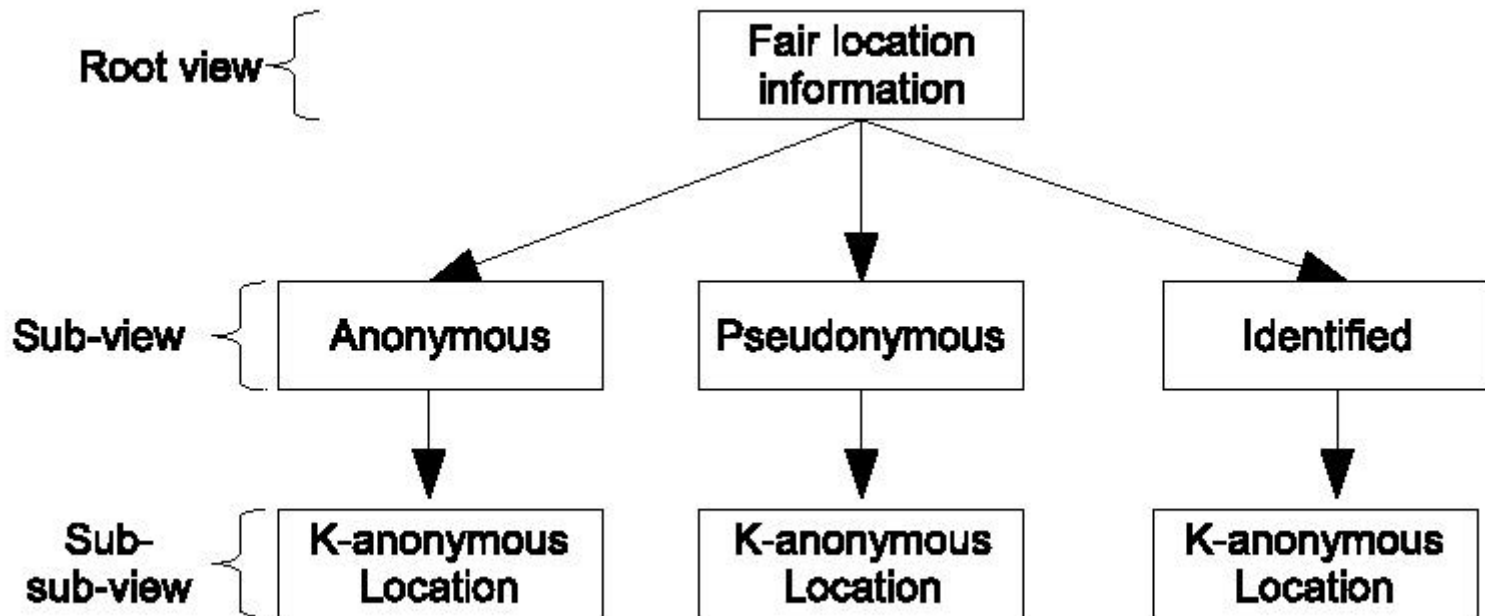 Root view
Fair location
information
Sub-view
Anonymous
Pseudonymous
Identified
Sub-
sub-view
K-anonymous
Location
K-anonymous
Location
K-anonymous
Location